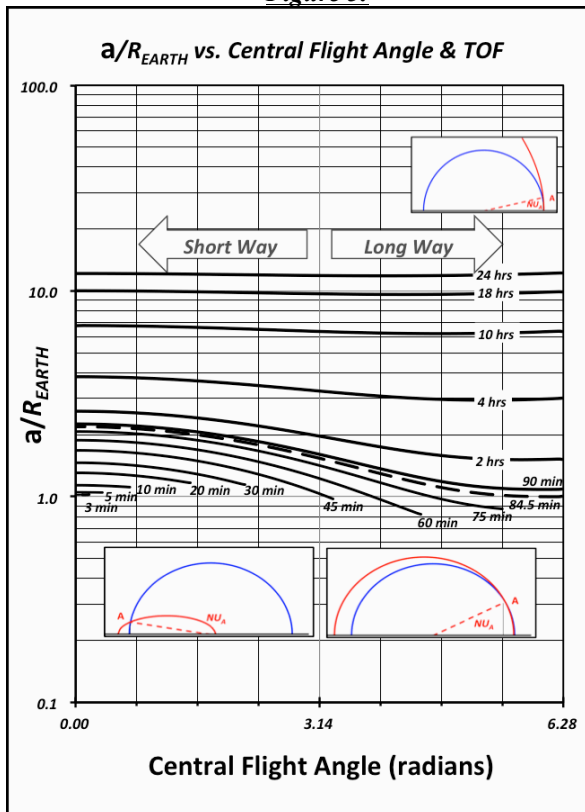 a/REARTH vs. Central Flight Angle & TOF
100.0
A
NUA
Short Way
Long Way
24 hrs
10.0
18 hrs
10 hrs
a/REARTH
4 hrs
2 hrs
90 min
1.0
5 min
10 min
20 min
30 min
84.5 min
3 min
45 min
75 min
60 min
A
NUA
A
NUA
0.1
0.00
3.14
6.28
Central Flight Angle (radians)